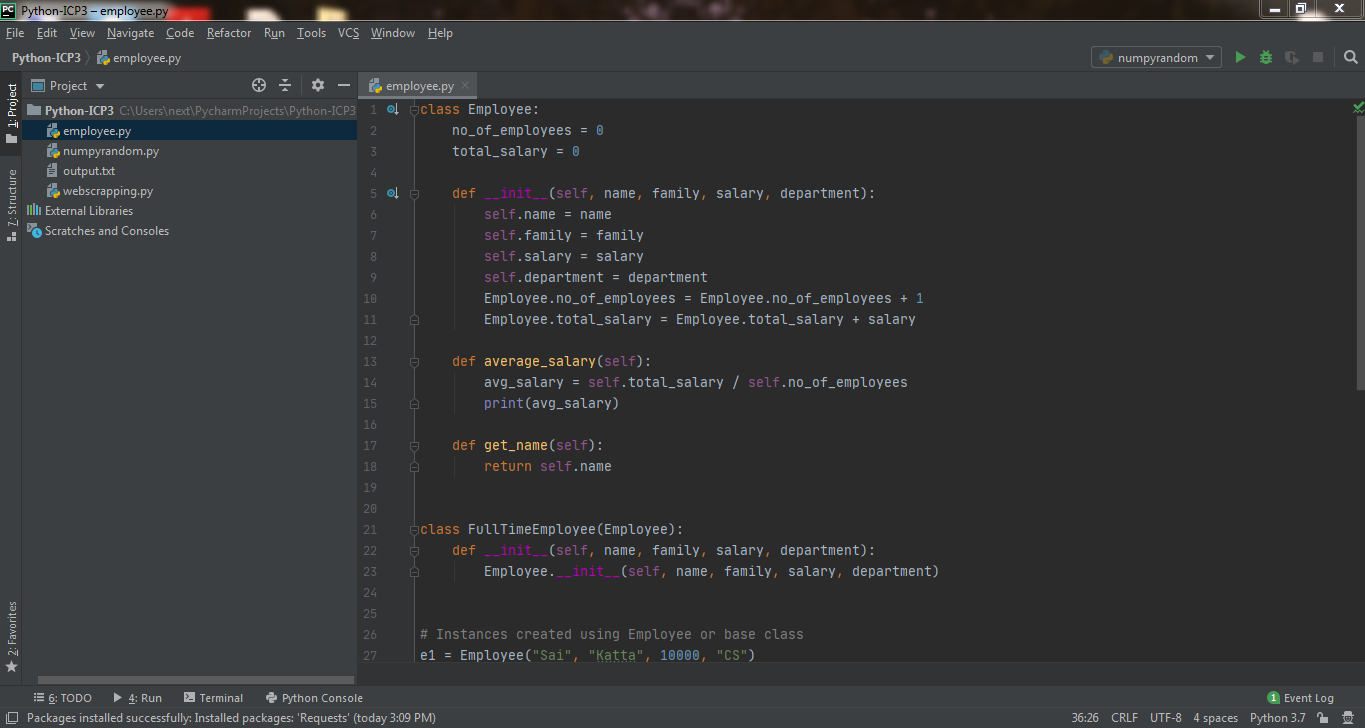 PC Python-ICP3 – employee.py
File Edit View Navigate Code Refactor Run Tools VCS Window Help
Python-ICP3 employee.py numpyrandom
1: Project
7: Structure
2: Favorites
Project
Python-ICP3 C:\Users\next\PycharmProjects\Python-ICP3
employee.py
numpyrandom.py
output.txt
webscrapping.py
External Libraries
Scratches and Consoles
employee.py
1 class Employee:
2     no_of_employees = 0
3     total_salary = 0
4
5     def __init__(self, name, family, salary, department):
6         self.name = name
7         self.family = family
8         self.salary = salary
9         self.department = department
10         Employee.no_of_employees = Employee.no_of_employees + 1
11         Employee.total_salary = Employee.total_salary + salary
12
13     def average_salary(self):
14         avg_salary = self.total_salary / self.no_of_employees
15         print(avg_salary)
16
17     def get_name(self):
18         return self.name
19
20
21 class FullTimeEmployee(Employee):
22     def __init__(self, name, family, salary, department):
23         Employee.__init__(self, name, family, salary, department)
24
25
26 # Instances created using Employee or base class
27 e1 = Employee("Sai", "Katta", 10000, "CS")
6: TODO 4: Run Terminal Python Console 1 Event Log
Packages installed successfully: Installed packages: 'Requests' (today 3:09 PM) 36:26 CRLF UTF-8 4 spaces Python 3.7